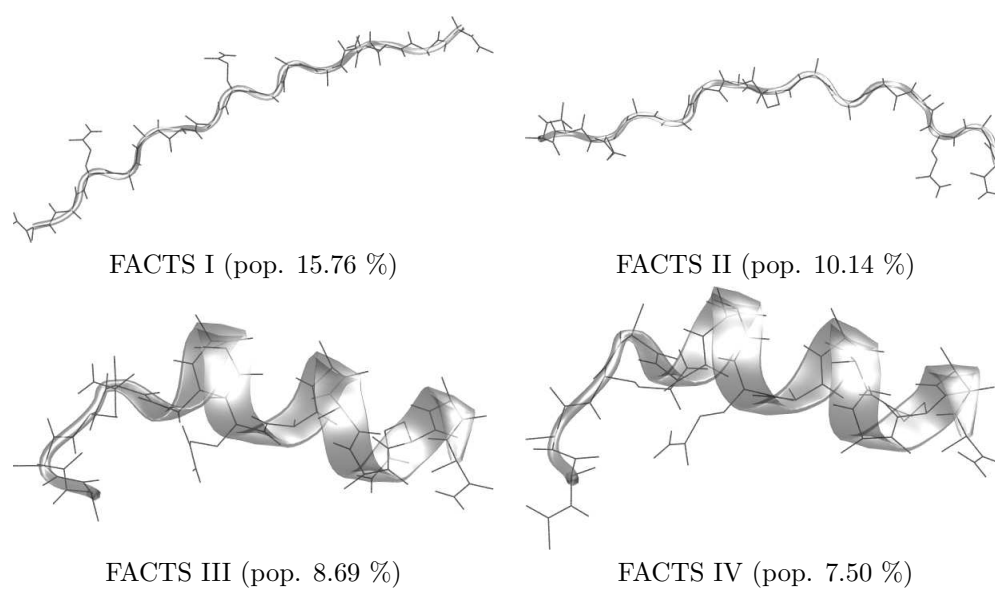 FACTS I (pop. 15.76 %)
FACTS II (pop. 10.14 %)
FACTS III (pop. 8.69 %)
FACTS IV (pop. 7.50 %)